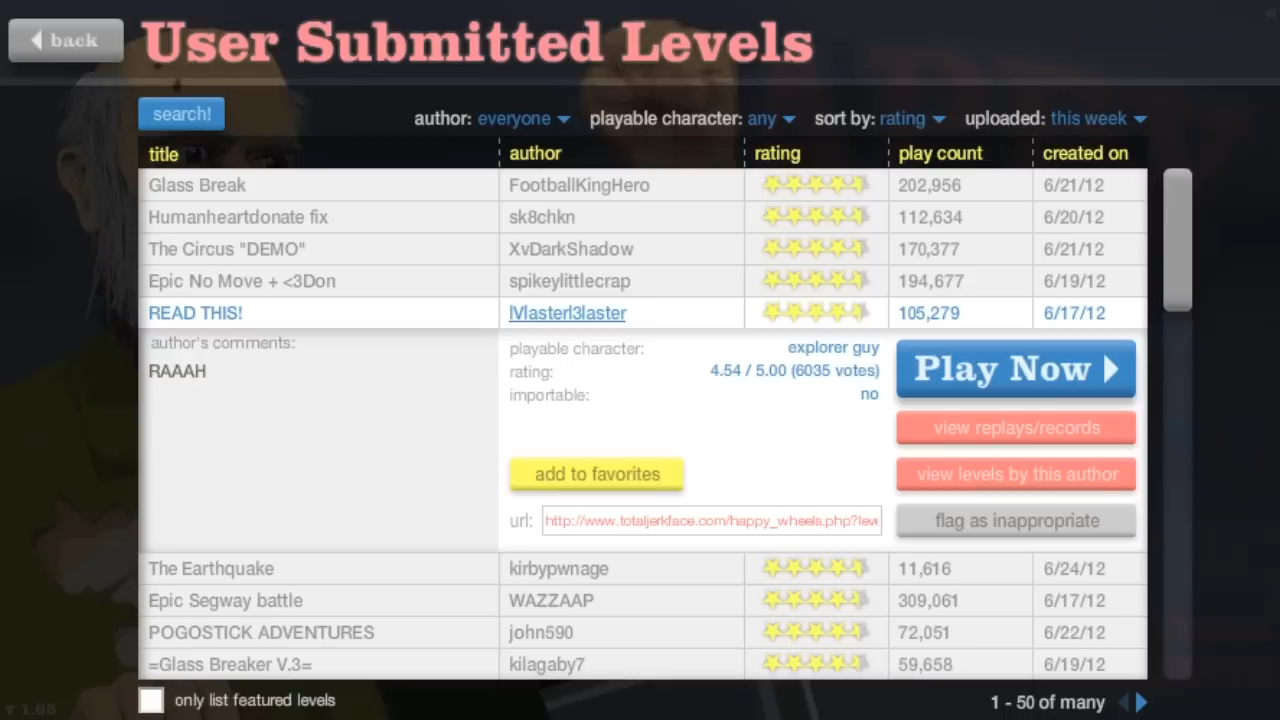 back
User Submitted Levels
search!
author: everyone playable character: any sort by: rating uploaded: this week
title author rating play count created on
Glass Break FootballKingHero 202,956 6/21/12
Humanheartdonate fix sk8chkn 112,634 6/20/12
The Circus "DEMO" XvDarkShadow 170,377 6/21/12
Epic No Move + <3Don spikeylittlecrap 194,677 6/19/12
READ THIS! lVlasterl3laster 105,279 6/17/12
author's comments:
RAAAH
playable character: explorer guy
rating: 4.54 / 5.00 (6035 votes)
importable: no
add to favorites
url: http://www.totaljerkface.com/happy_wheels.php?leve
Play Now
view replays/records
view levels by this author
flag as inappropriate
The Earthquake kirbypwnage 11,616 6/24/12
Epic Segway battle WAZZAAP 309,061 6/17/12
POGOSTICK ADVENTURES john590 72,051 6/22/12
=Glass Breaker V.3= kilagaby7 59,658 6/19/12
only list featured levels
1 - 50 of many
v 1.65